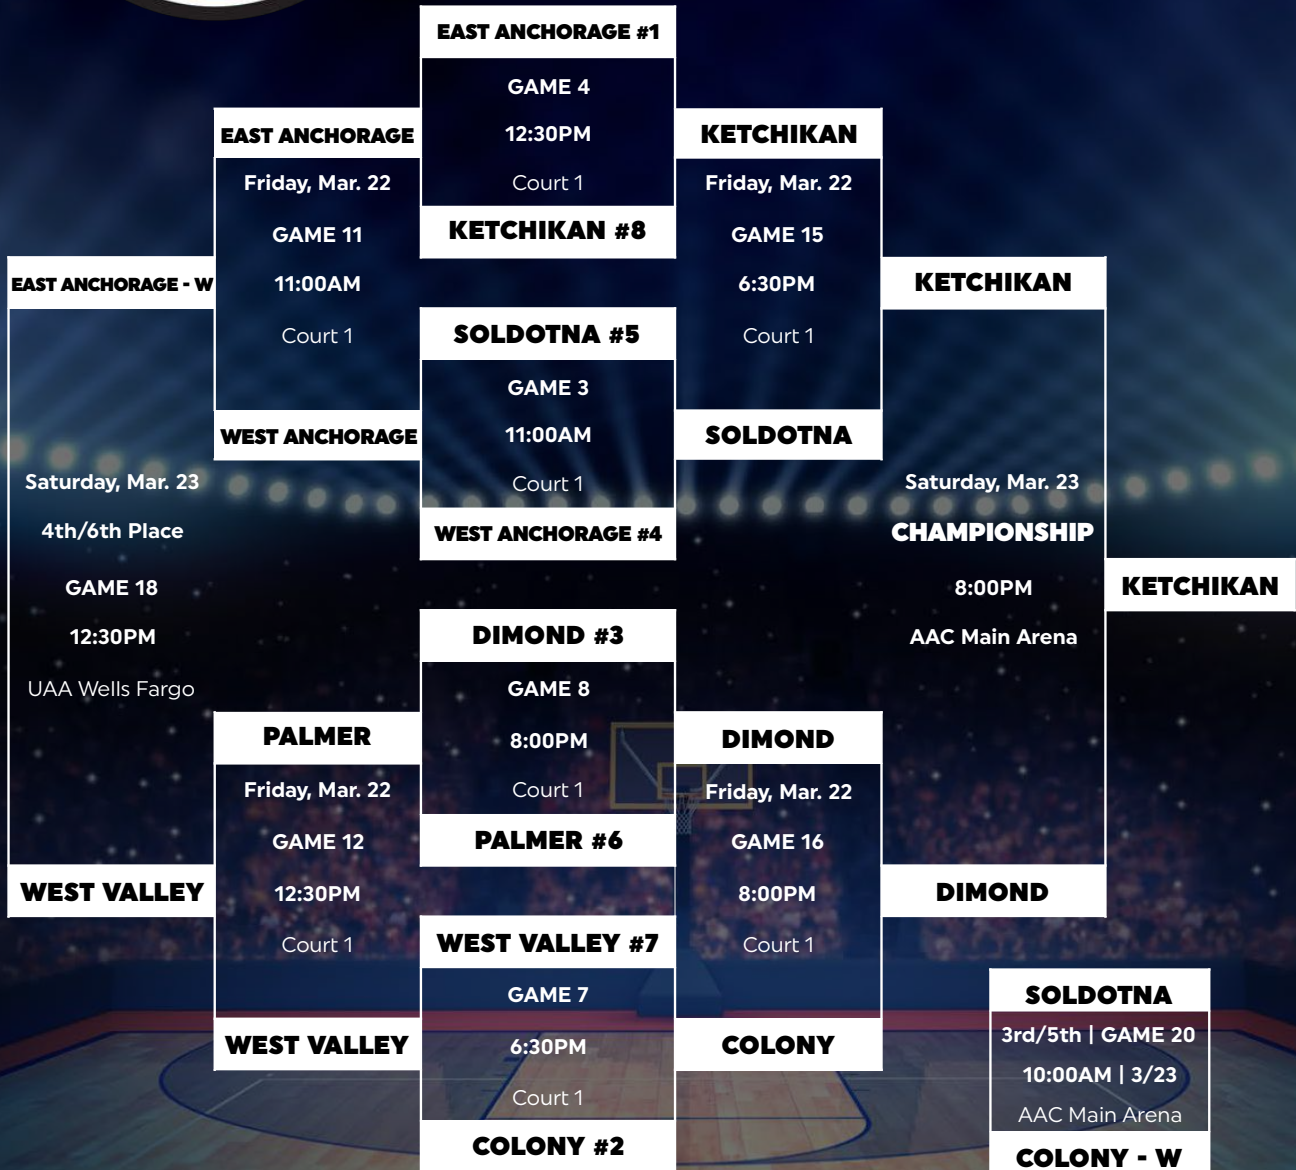 EAST ANCHORAGE #1
GAME 4
12:30PM
Court 1
KETCHIKAN #8
EAST ANCHORAGE
Friday, Mar. 22
GAME 11
11:00AM
Court 1
WEST ANCHORAGE
KETCHIKAN
Friday, Mar. 22
GAME 15
6:30PM
Court 1
SOLDOTNA
EAST ANCHORAGE - W
Saturday, Mar. 23
4th/6th Place
GAME 18
12:30PM
UAA Wells Fargo
WEST VALLEY
SOLDOTNA #5
GAME 3
11:00AM
Court 1
WEST ANCHORAGE #4
KETCHIKAN
Saturday, Mar. 23
CHAMPIONSHIP
8:00PM
AAC Main Arena
DIMOND
KETCHIKAN
DIMOND #3
GAME 8
8:00PM
Court 1
PALMER #6
PALMER
Friday, Mar. 22
GAME 12
12:30PM
Court 1
WEST VALLEY
DIMOND
Friday, Mar. 22
GAME 16
8:00PM
Court 1
COLONY
WEST VALLEY #7
GAME 7
6:30PM
Court 1
COLONY #2
SOLDOTNA
3rd/5th | GAME 20
10:00AM | 3/23
AAC Main Arena
COLONY - W